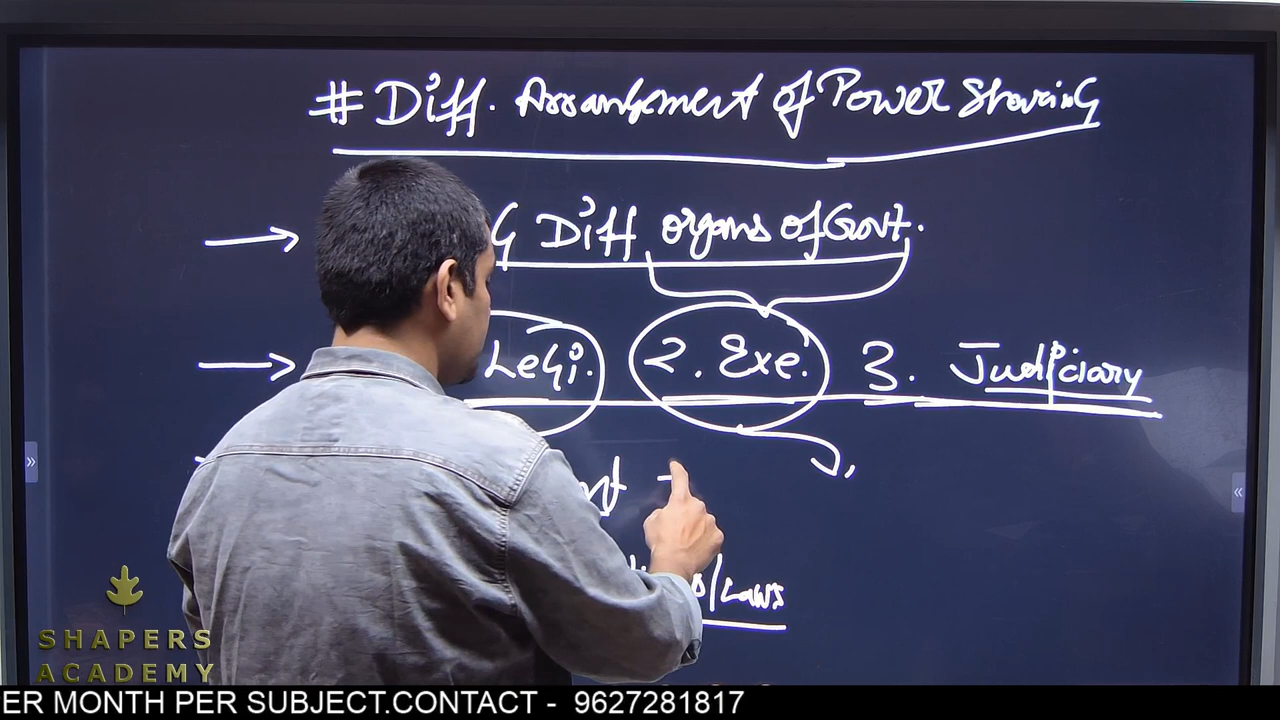 # Diff. Arrangement of Power Sharing
→ Diff organs of Govt.
→ Legi. 2. Exe. 3. Judiciary
Laws
SHAPERS
ACADEMY
ER MONTH PER SUBJECT.CONTACT - 9627281817